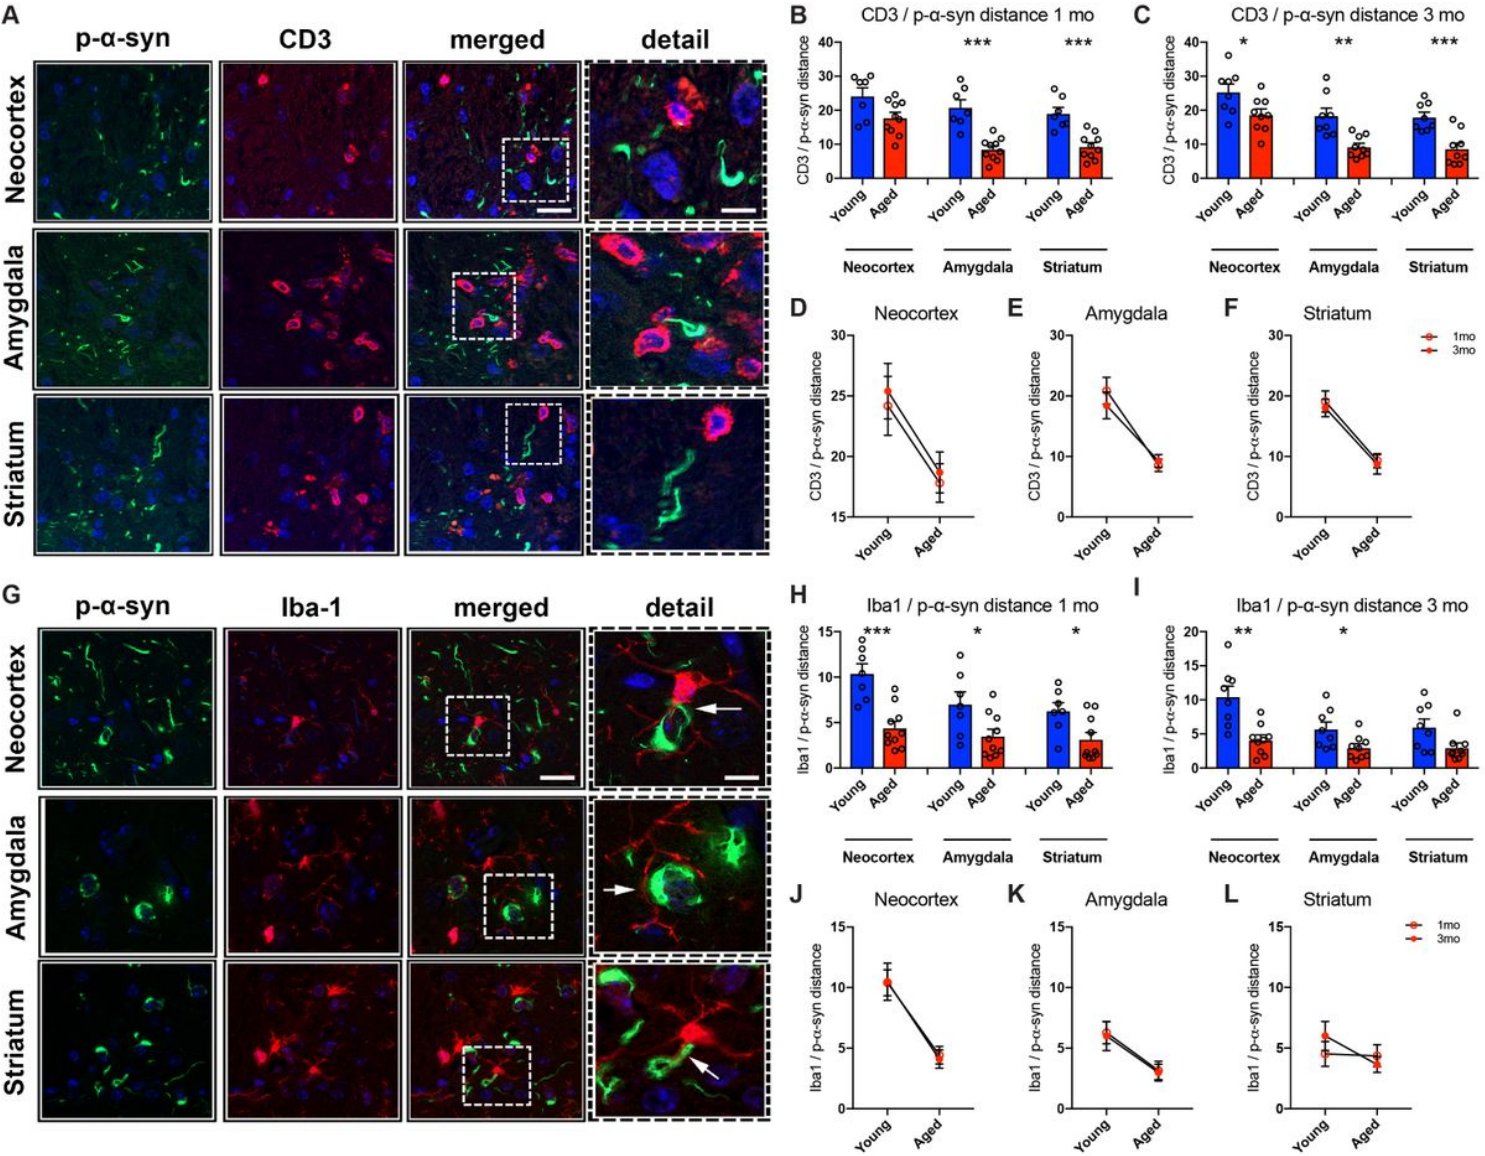 A
p-α-syn CD3 merged detail
Neocortex
Amygdala
Striatum
B
CD3 / p-α-syn distance 1 mo
CD3 / p-α-syn distance
40
30
20
10
0
*** ***
Young Aged Young Aged Young Aged
Neocortex Amygdala Striatum
C
CD3 / p-α-syn distance 3 mo
CD3 / p-α-syn distance
40
30
20
10
0
* ** ***
Young Aged Young Aged Young Aged
Neocortex Amygdala Striatum
D
Neocortex
CD3 / p-α-syn distance
30
25
20
15
Young Aged
E
Amygdala
CD3 / p-α-syn distance
30
20
10
0
Young Aged
F
Striatum
CD3 / p-α-syn distance
30
20
10
0
Young Aged
1mo
3mo
G
p-α-syn Iba-1 merged detail
Neocortex
Amygdala
Striatum
H
Iba1 / p-α-syn distance 1 mo
Iba1 / p-α-syn distance
15
10
5
0
*** * *
Young Aged Young Aged Young Aged
Neocortex Amygdala Striatum
I
Iba1 / p-α-syn distance 3 mo
Iba1 / p-α-syn distance
20
15
10
5
0
** *
Young Aged Young Aged Young Aged
Neocortex Amygdala Striatum
J
Neocortex
Iba1 / p-α-syn distance
15
10
5
0
Young Aged
K
Amygdala
Iba1 / p-α-syn distance
15
10
5
0
Young Aged
L
Striatum
Iba1 / p-α-syn distance
15
10
5
0
Young Aged
1mo
3mo